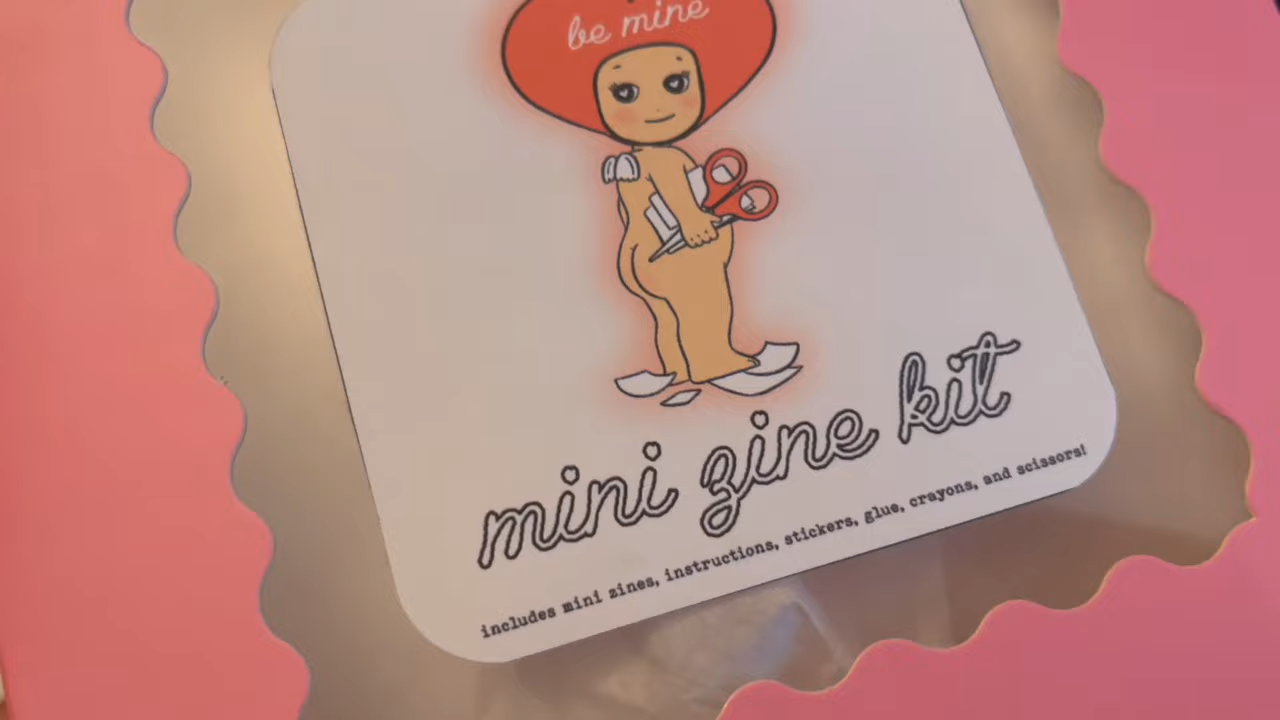 be mine
mini zine kit
includes mini zines, instructions, stickers, glue, crayons, and scissors!